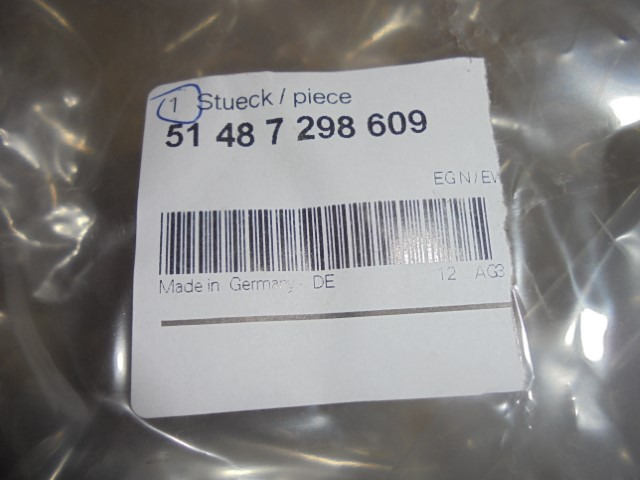 1 Stueck / piece
51 48 7 298 609
EG N / EW
Made in Germany - DE 12 AG3